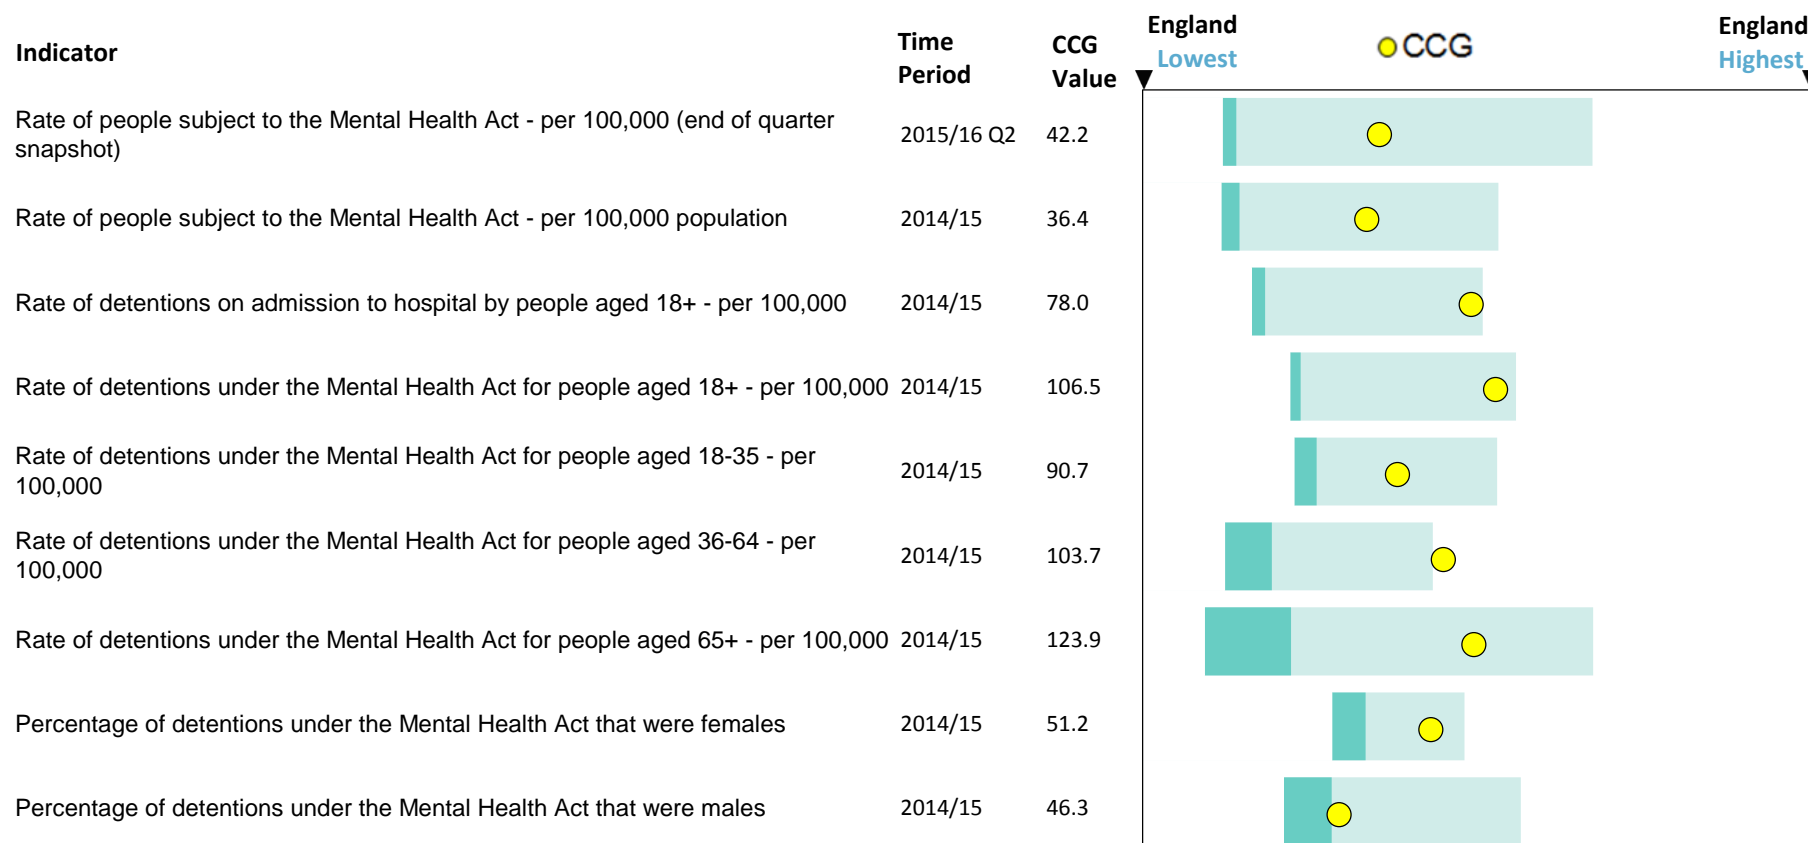 Indicator
Time Period
CCG Value
England Lowest
CCG
England Highest
Rate of people subject to the Mental Health Act - per 100,000 (end of quarter
snapshot)
2015/16 Q2
42.2
Rate of people subject to the Mental Health Act - per 100,000 population
2014/15
36.4
Rate of detentions on admission to hospital by people aged 18+ - per 100,000
2014/15
78.0
Rate of detentions under the Mental Health Act for people aged 18+ - per 100,000
2014/15
106.5
Rate of detentions under the Mental Health Act for people aged 18-35 - per
100,000
2014/15
90.7
Rate of detentions under the Mental Health Act for people aged 36-64 - per
100,000
2014/15
103.7
Rate of detentions under the Mental Health Act for people aged 65+ - per 100,000
2014/15
123.9
Percentage of detentions under the Mental Health Act that were females
2014/15
51.2
Percentage of detentions under the Mental Health Act that were males
2014/15
46.3